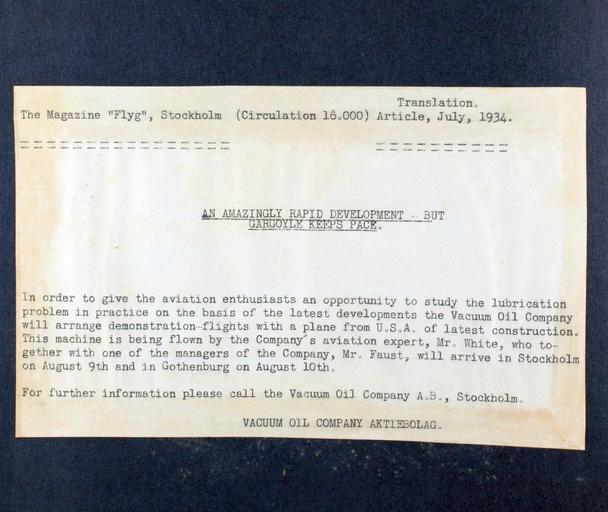 Translation.
The Magazine "Flyg", Stockholm (Circulation 16.000) Article, July, 1934.
AN AMAZINGLY RAPID DEVELOPMENT - BUT
GARGOYLE KEEPS PACE.
In order to give the aviation enthusiasts an opportunity to study the lubrication
problem in practice on the basis of the latest developments the Vacuum Oil Company
will arrange demonstration-flights with a plane from U.S.A. of latest construction.
This machine is being flown by the Company's aviation expert, Mr. White, who to-
gether with one of the managers of the Company, Mr. Faust, will arrive in Stockholm
on August 9th and in Gothenburg on August 10th.
For further information please call the Vacuum Oil Company A.B., Stockholm.
VACUUM OIL COMPANY AKTIEBOLAG.